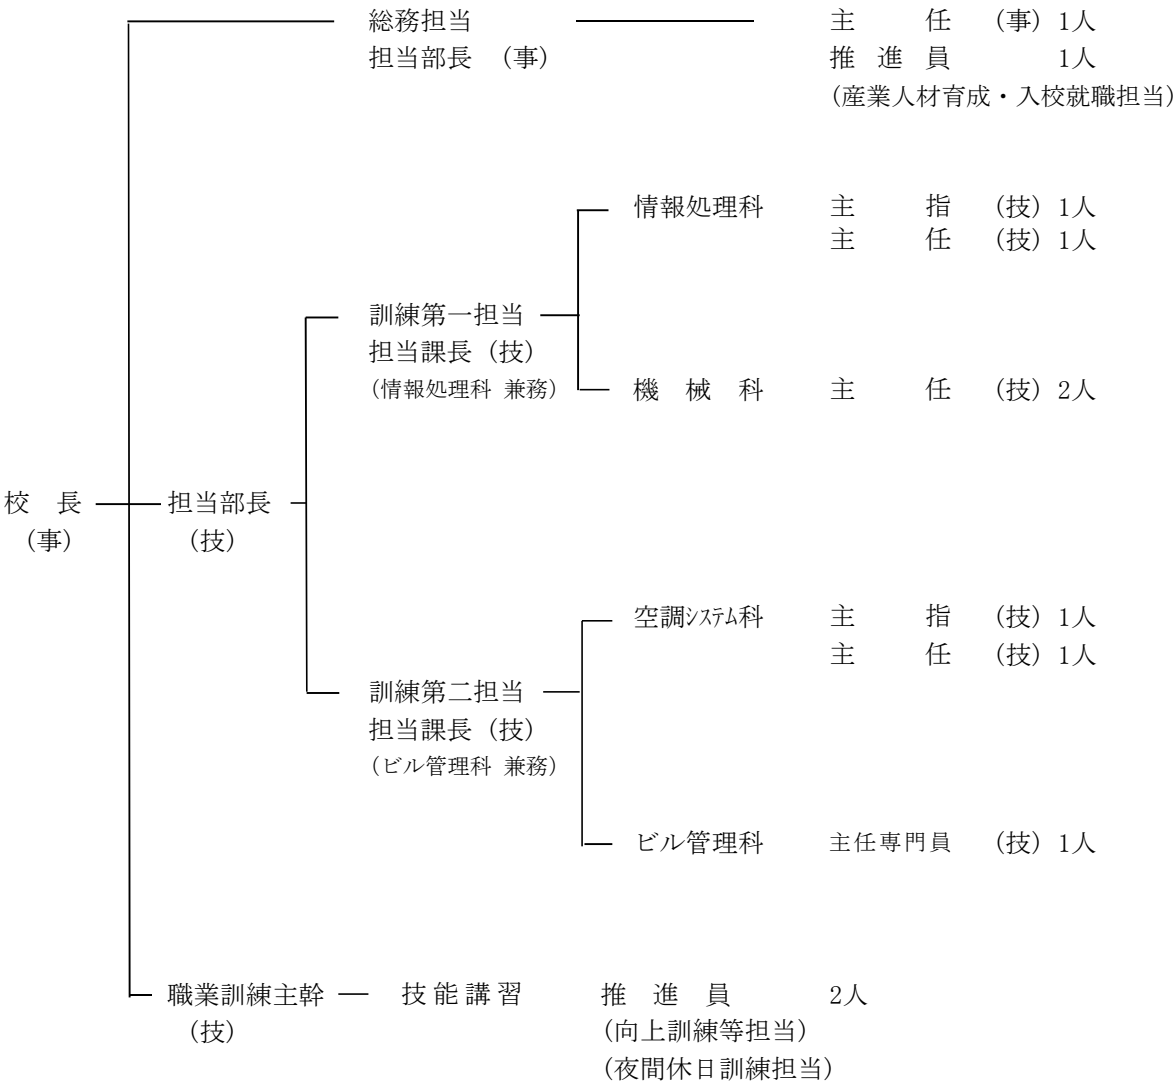 総務担当 主 任 (事) 1人
担当部長 (事) 推 進 員 1人
(産業人材育成・入校就職担当)
情報処理科 主 指 (技) 1人
主 任 (技) 1人
訓練第一担当
担当課長 (技)
(情報処理科 兼務) 機 械 科 主 任 (技) 2人
校 長 担当部長
(事) (技)
空調ｼｽﾃﾑ科 主 指 (技) 1人
主 任 (技) 1人
訓練第二担当
担当課長 (技)
(ビル管理科 兼務)
ビル管理科 主任専門員 (技) 1人
職業訓練主幹 技能講習 推 進 員 2人
(技) (向上訓練等担当)
(夜間休日訓練担当)